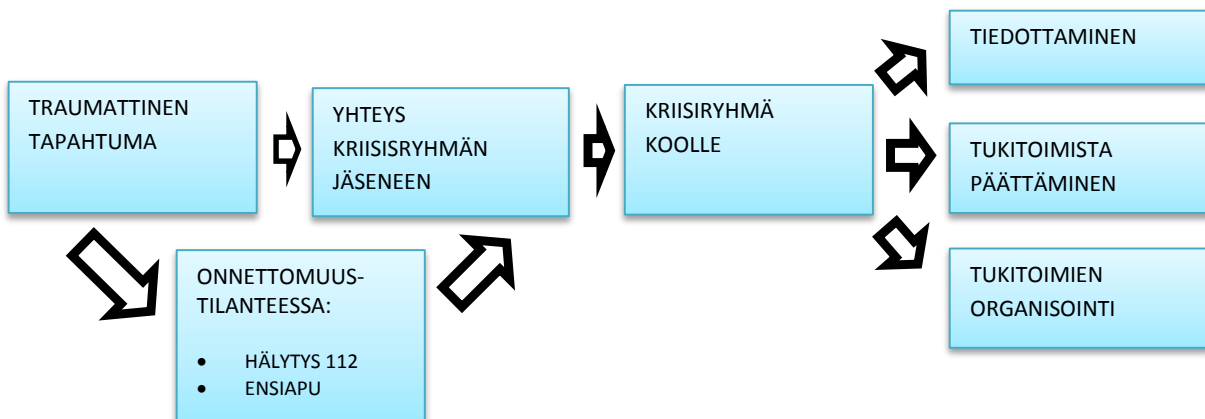 TRAUMATTINEN
TAPAHTUMA
ONNETTOMUUS-
TILANTEESSA:
• HÄLYTYS 112
• ENSIAPU
YHTEYS
KRIISISRYHMÄN
JÄSENEEN
KRIISIRYHMÄ
KOOLLE
TIEDOTTAMINEN
TUKITOIMISTA
PÄÄTTÄMINEN
TUKITOIMIEN
ORGANISOINTI